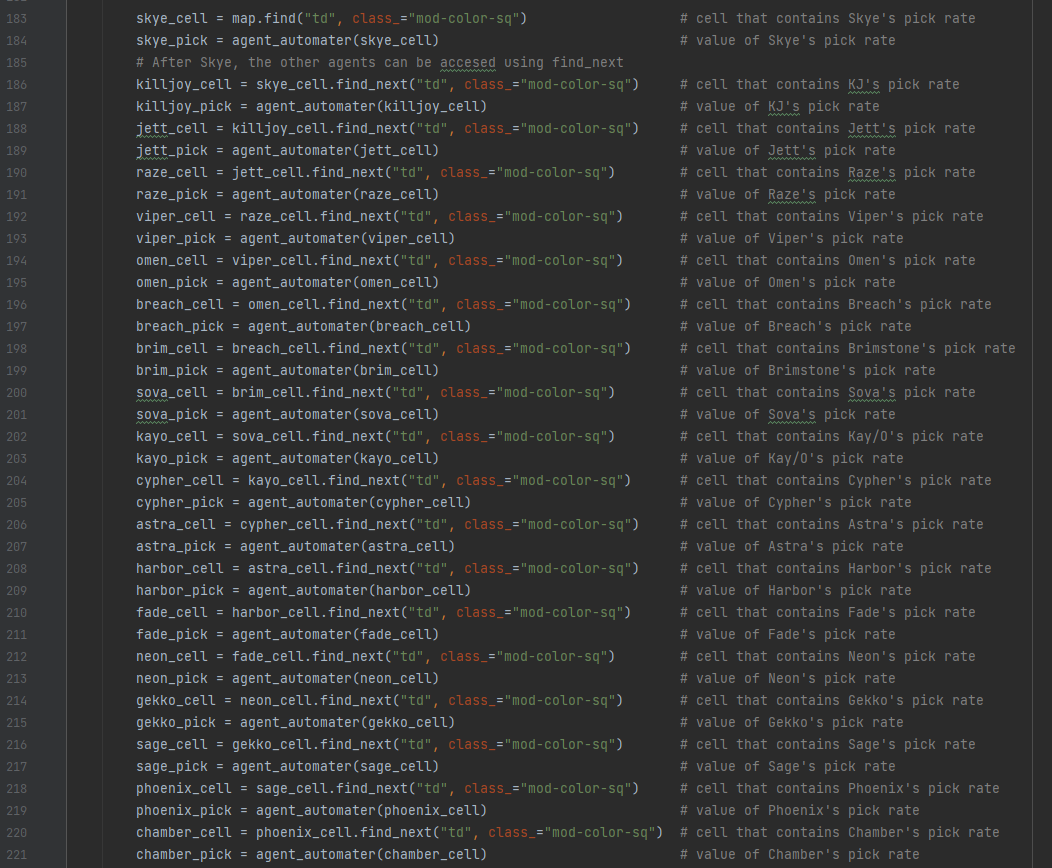 183 skye_cell = map.find("td", class_="mod-color-sq") # cell that contains Skye's pick rate
184 skye_pick = agent_automater(skye_cell) # value of Skye's pick rate
185 # After Skye, the other agents can be accesed using find_next
186 killjoy_cell = skye_cell.find_next("td", class_="mod-color-sq") # cell that contains KJ's pick rate
187 killjoy_pick = agent_automater(killjoy_cell) # value of KJ's pick rate
188 jett_cell = killjoy_cell.find_next("td", class_="mod-color-sq") # cell that contains Jett's pick rate
189 jett_pick = agent_automater(jett_cell) # value of Jett's pick rate
190 raze_cell = jett_cell.find_next("td", class_="mod-color-sq") # cell that contains Raze's pick rate
191 raze_pick = agent_automater(raze_cell) # value of Raze's pick rate
192 viper_cell = raze_cell.find_next("td", class_="mod-color-sq") # cell that contains Viper's pick rate
193 viper_pick = agent_automater(viper_cell) # value of Viper's pick rate
194 omen_cell = viper_cell.find_next("td", class_="mod-color-sq") # cell that contains Omen's pick rate
195 omen_pick = agent_automater(omen_cell) # value of Omen's pick rate
196 breach_cell = omen_cell.find_next("td", class_="mod-color-sq") # cell that contains Breach's pick rate
197 breach_pick = agent_automater(breach_cell) # value of Breach's pick rate
198 brim_cell = breach_cell.find_next("td", class_="mod-color-sq") # cell that contains Brimstone's pick rate
199 brim_pick = agent_automater(brim_cell) # value of Brimstone's pick rate
200 sova_cell = brim_cell.find_next("td", class_="mod-color-sq") # cell that contains Sova's pick rate
201 sova_pick = agent_automater(sova_cell) # value of Sova's pick rate
202 kayo_cell = sova_cell.find_next("td", class_="mod-color-sq") # cell that contains Kay/O's pick rate
203 kayo_pick = agent_automater(kayo_cell) # value of Kay/O's pick rate
204 cypher_cell = kayo_cell.find_next("td", class_="mod-color-sq") # cell that contains Cypher's pick rate
205 cypher_pick = agent_automater(cypher_cell) # value of Cypher's pick rate
206 astra_cell = cypher_cell.find_next("td", class_="mod-color-sq") # cell that contains Astra's pick rate
207 astra_pick = agent_automater(astra_cell) # value of Astra's pick rate
208 harbor_cell = astra_cell.find_next("td", class_="mod-color-sq") # cell that contains Harbor's pick rate
209 harbor_pick = agent_automater(harbor_cell) # value of Harbor's pick rate
210 fade_cell = harbor_cell.find_next("td", class_="mod-color-sq") # cell that contains Fade's pick rate
211 fade_pick = agent_automater(fade_cell) # value of Fade's pick rate
212 neon_cell = fade_cell.find_next("td", class_="mod-color-sq") # cell that contains Neon's pick rate
213 neon_pick = agent_automater(neon_cell) # value of Neon's pick rate
214 gekko_cell = neon_cell.find_next("td", class_="mod-color-sq") # cell that contains Gekko's pick rate
215 gekko_pick = agent_automater(gekko_cell) # value of Gekko's pick rate
216 sage_cell = gekko_cell.find_next("td", class_="mod-color-sq") # cell that contains Sage's pick rate
217 sage_pick = agent_automater(sage_cell) # value of Sage's pick rate
218 phoenix_cell = sage_cell.find_next("td", class_="mod-color-sq") # cell that contains Phoenix's pick rate
219 phoenix_pick = agent_automater(phoenix_cell) # value of Phoenix's pick rate
220 chamber_cell = phoenix_cell.find_next("td", class_="mod-color-sq") # cell that contains Chamber's pick rate
221 chamber_pick = agent_automater(chamber_cell) # value of Chamber's pick rate